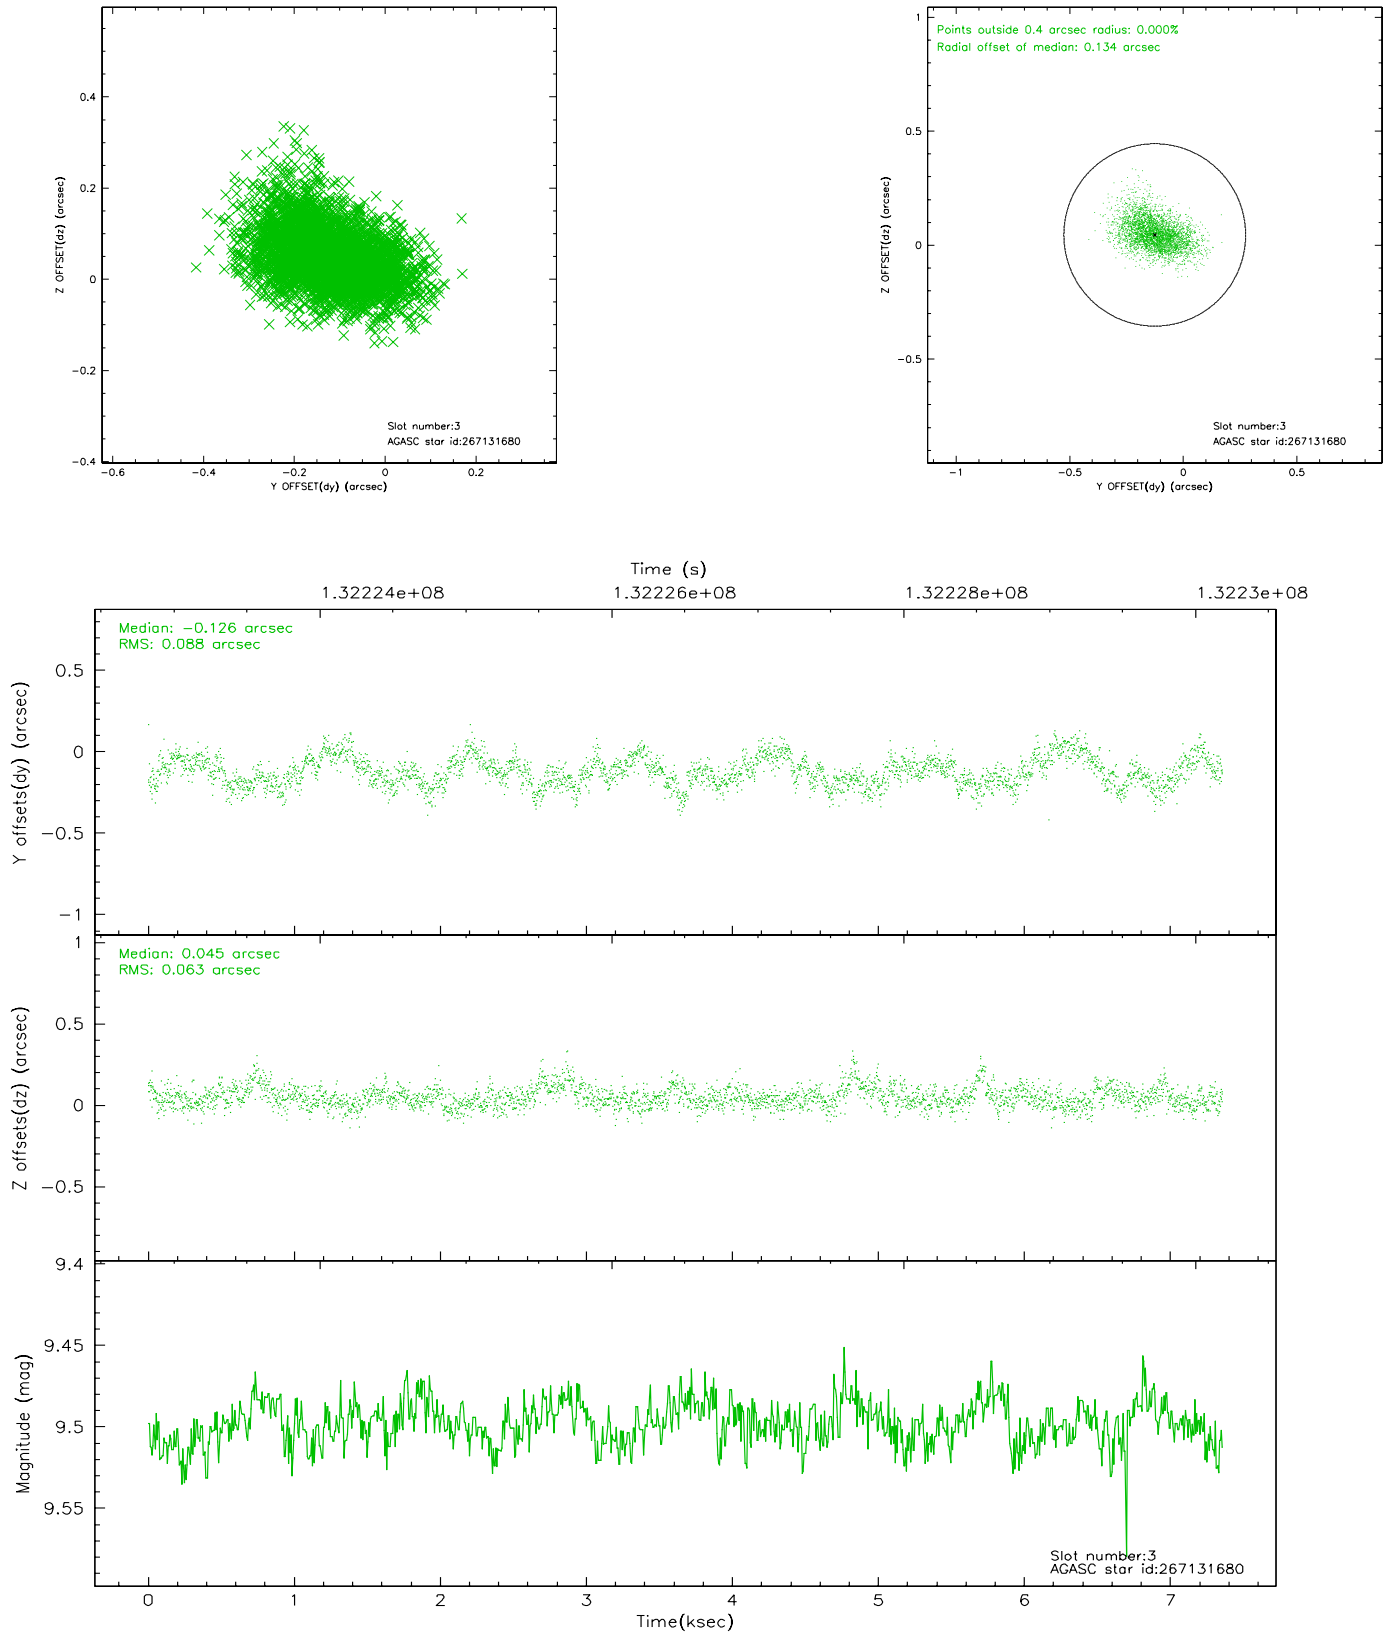 0.4
0.2
0
-0.2
-0.4
Z OFFSET(dz) (arcsec)
-0.6
-0.4
-0.2
0
0.2
Y OFFSET(dy) (arcsec)
Slot number:3
AGASC star id:267131680
Points outside 0.4 arcsec radius: 0.000%
Radial offset of median: 0.134 arcsec
1
0.5
0
-0.5
Z OFFSET(dz) (arcsec)
-1
-0.5
0
0.5
Y OFFSET(dy) (arcsec)
Slot number:3
AGASC star id:267131680
Time (s)
1.32224e+08
1.32226e+08
1.32228e+08
1.3223e+08
Median: -0.126 arcsec
RMS: 0.088 arcsec
0.5
0
-0.5
-1
Y offsets(dy) (arcsec)
Median: 0.045 arcsec
RMS: 0.063 arcsec
1
0.5
0
-0.5
Z offsets(dz) (arcsec)
9.4
9.45
9.5
9.55
Magnitude (mag)
Slot number:3
AGASC star id:267131680
0
1
2
3
4
5
6
7
Time(ksec)